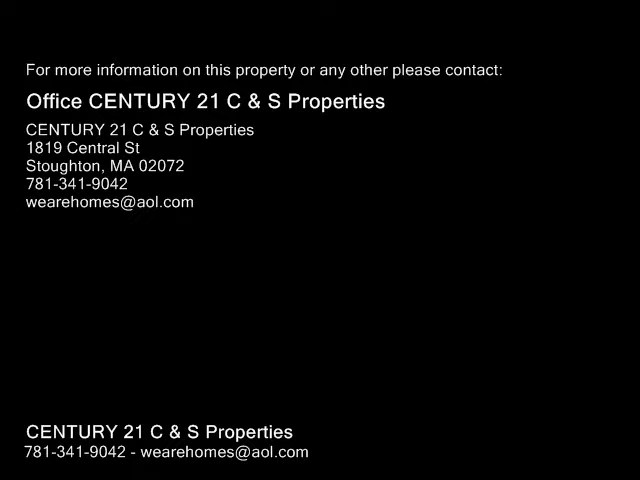 For more information on this property or any other please contact:
Office CENTURY 21 C & S Properties
CENTURY 21 C & S Properties
1819 Central St
Stoughton, MA 02072
781-341-9042
wearehomes@aol.com
CENTURY 21 C & S Properties
781-341-9042 - wearehomes@aol.com